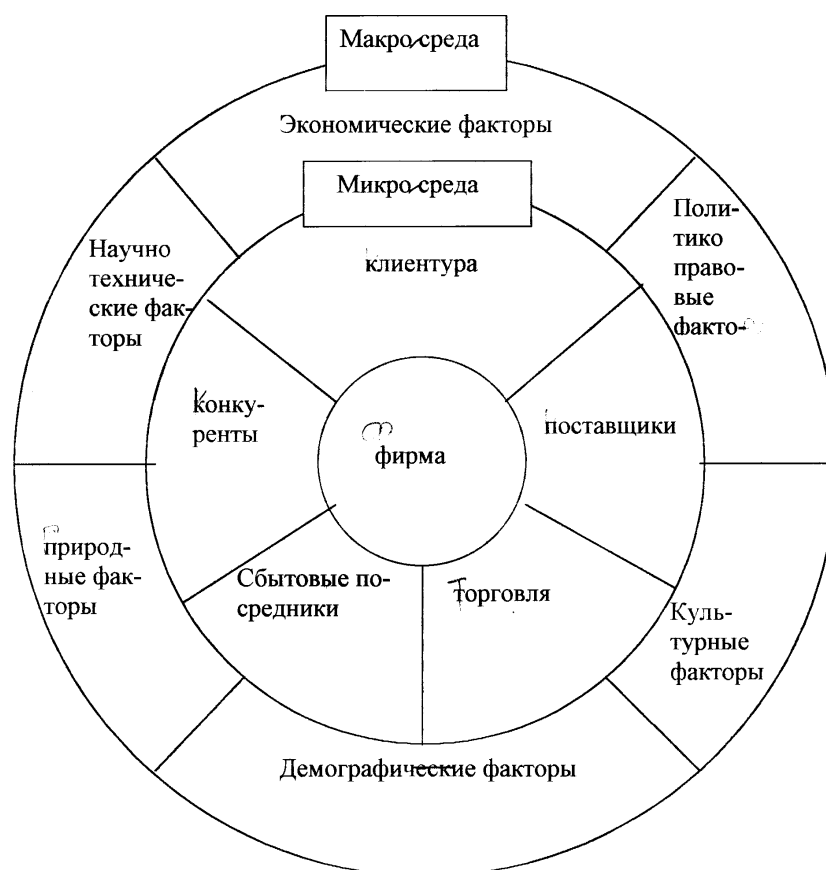 Макро-среда
Экономические факторы
Микро-среда
клиентура
Поли-
тико
право-
вые
факто-
Научно
техниче-
ские фак-
торы
конку-
ренты
фирма
поставщики
природ-
ные фак-
торы
Сбытовые по-
средники
Торговля
Куль-
турные
факторы
Демографические факторы